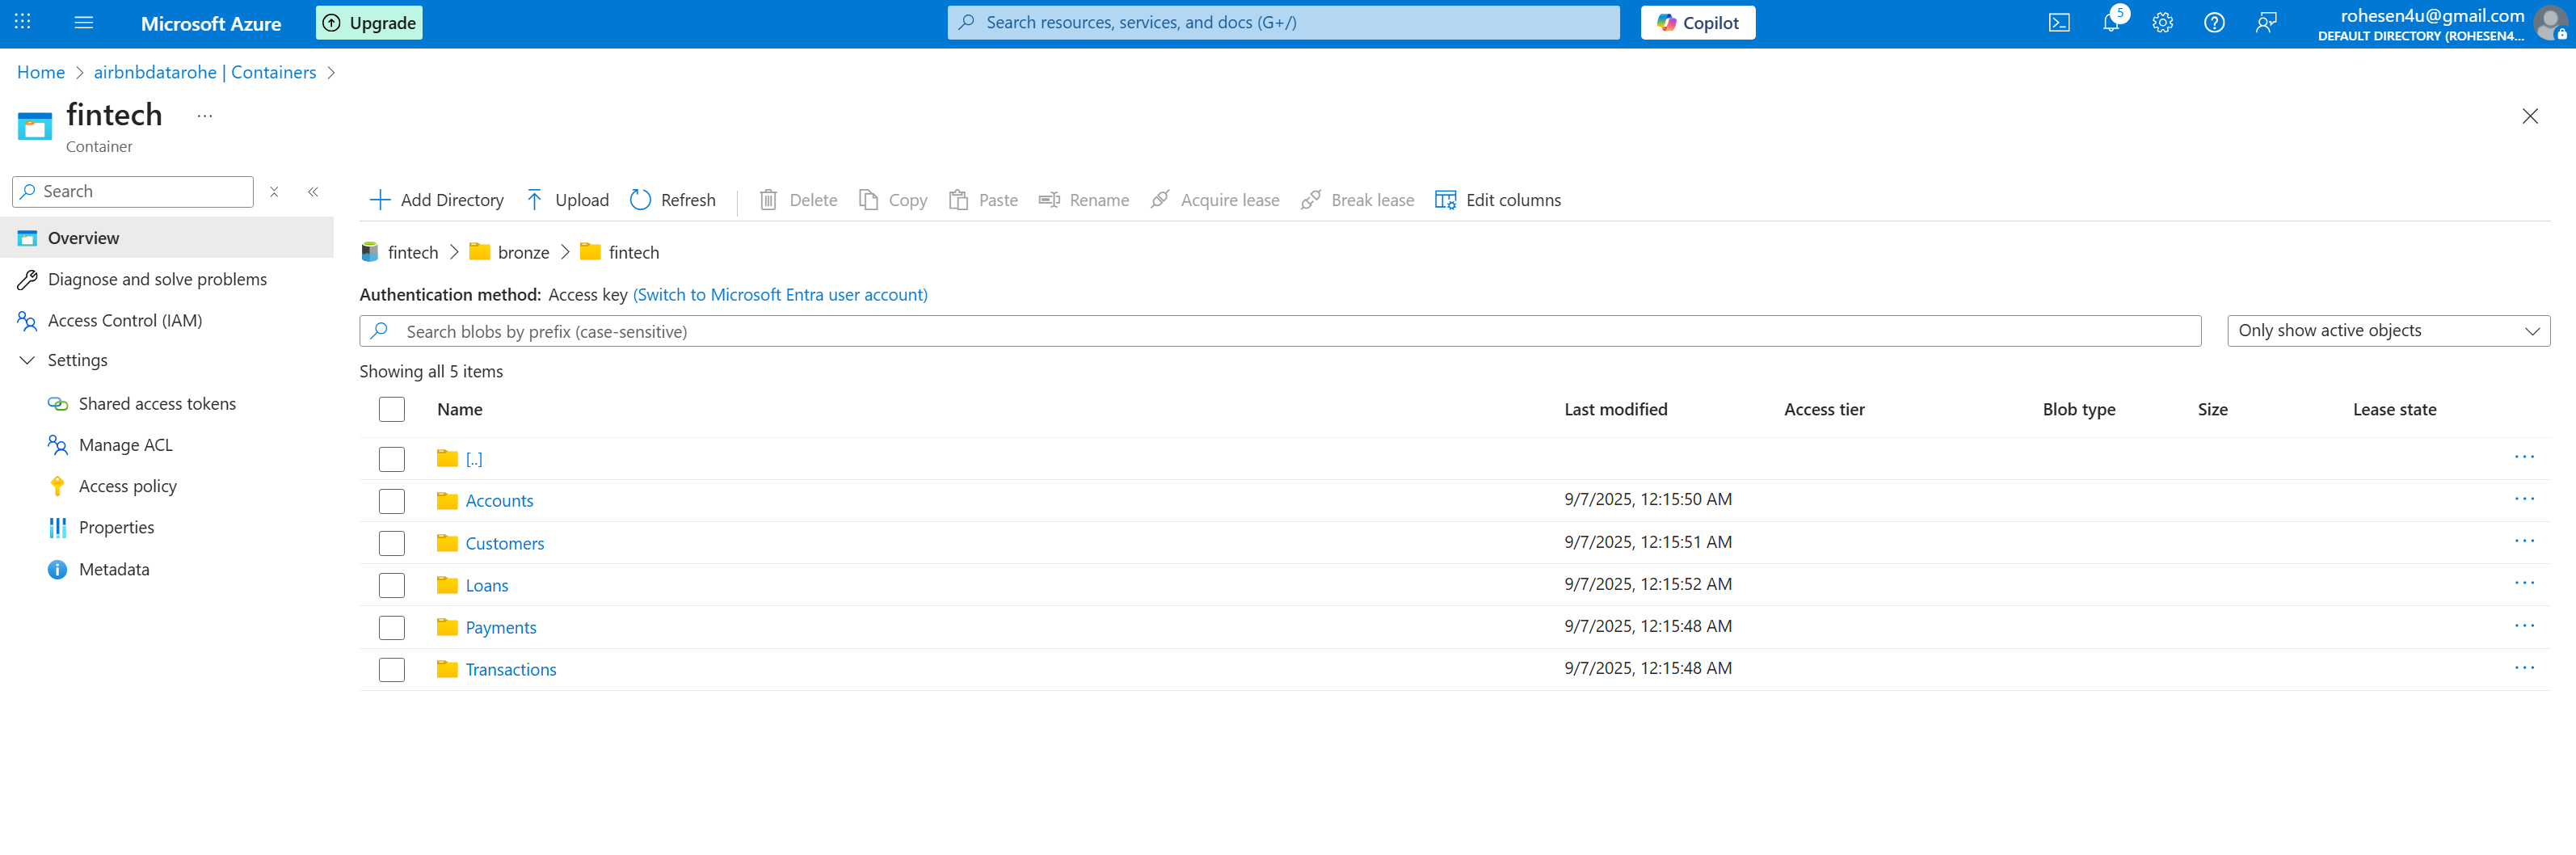 Microsoft Azure
Upgrade
Search resources, services, and docs (G+/)
Copilot
5
rohesen4u@gmail.com
DEFAULT DIRECTORY (ROHESEN4...
Home > airbnbdatarohe | Containers >
fintech ...
Container
Search
Overview
Diagnose and solve problems
Access Control (IAM)
Settings
Shared access tokens
Manage ACL
Access policy
Properties
Metadata
Add Directory Upload Refresh Delete Copy Paste Rename Acquire lease Break lease Edit columns
fintech > bronze > fintech
Authentication method: Access key (Switch to Microsoft Entra user account)
Search blobs by prefix (case-sensitive)
Only show active objects
Showing all 5 items
Name Last modified Access tier Blob type Size Lease state
[..] ...
Accounts 9/7/2025, 12:15:50 AM ...
Customers 9/7/2025, 12:15:51 AM ...
Loans 9/7/2025, 12:15:52 AM ...
Payments 9/7/2025, 12:15:48 AM ...
Transactions 9/7/2025, 12:15:48 AM ...